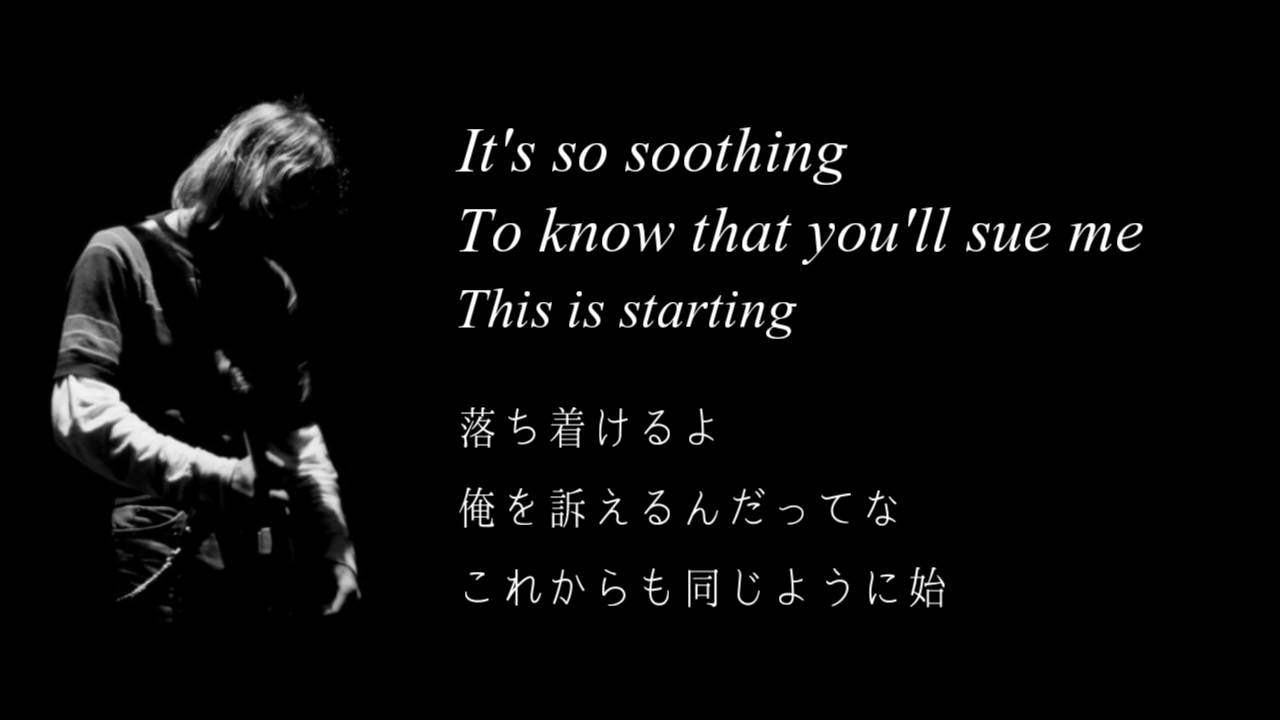 It's so soothing
To know that you'll sue me
This is starting
落ち着けるよ
俺を訴えるんだってな
これからも同じように始